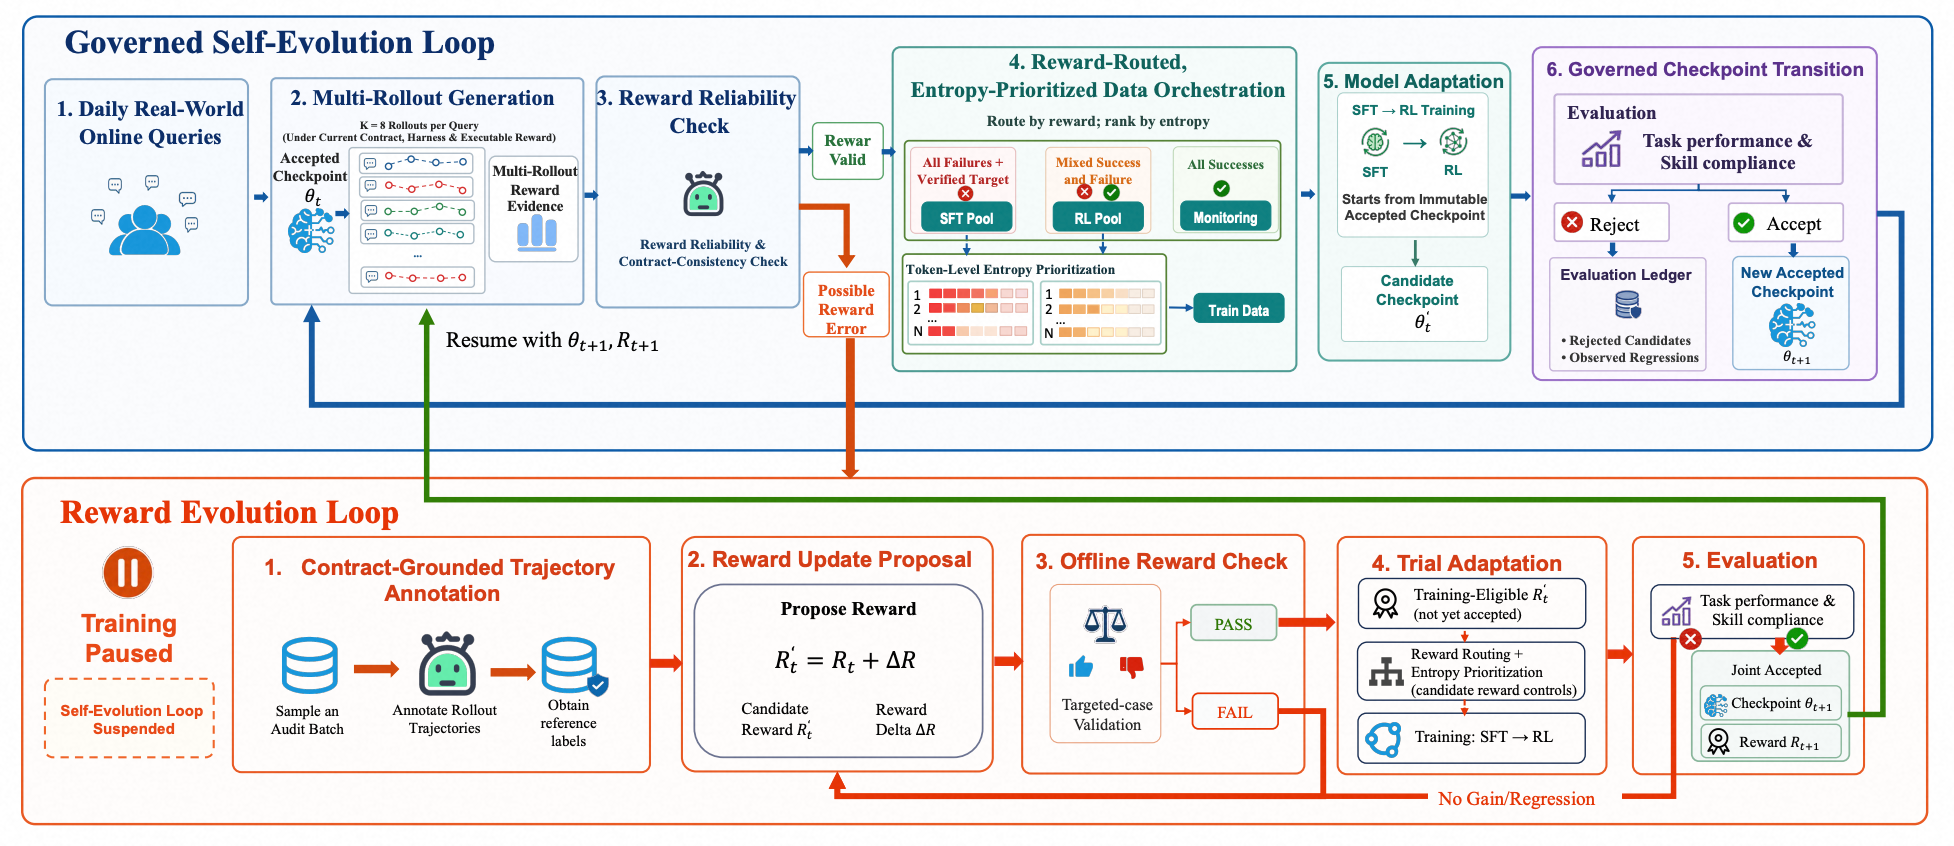 Governed Self-Evolution Loop
1. Daily Real-World
Online Queries
2. Multi-Rollout Generation
K = 8 Rollouts per Query
(Under Current Contract, Harness & Executable Reward)
Accepted
Checkpoint
θt
...
Multi-Rollout
Reward
Evidence
3. Reward Reliability
Check
Reward Reliability &
Contract-Consistency Check
Rewar
Valid
Possible
Reward
Error
4. Reward-Routed,
Entropy-Prioritized Data Orchestration
Route by reward; rank by entropy
All Failures +
Verified Target
SFT Pool
Mixed Success
and Failure
RL Pool
All Successes
Monitoring
Token-Level Entropy Prioritization
1
2
...
N
1
2
...
N
Train Data
5. Model Adaptation
SFT → RL Training
SFT
RL
Starts from Immutable
Accepted Checkpoint
Candidate
Checkpoint
θ't
6. Governed Checkpoint Transition
Evaluation
Task performance &
Skill compliance
Reject
Accept
Evaluation Ledger
• Rejected Candidates
• Observed Regressions
New Accepted
Checkpoint
θt+1
Resume with θt+1, Rt+1
Reward Evolution Loop
Training
Paused
Self-Evolution Loop
Suspended
1. Contract-Grounded Trajectory
Annotation
Sample an
Audit Batch
Annotate Rollout
Trajectories
Obtain
reference
labels
2. Reward Update Proposal
Propose Reward
R't = Rt + ΔR
Candidate
Reward R't
Reward
Delta ΔR
3. Offline Reward Check
Targeted-case
Validation
PASS
FAIL
4. Trial Adaptation
Training-Eligible R't
(not yet accepted)
Reward Routing +
Entropy Prioritization
(candidate reward controls)
Training: SFT → RL
5. Evaluation
Task performance &
Skill compliance
Joint Accepted
Checkpoint θt+1
Reward Rt+1
No Gain/Regression